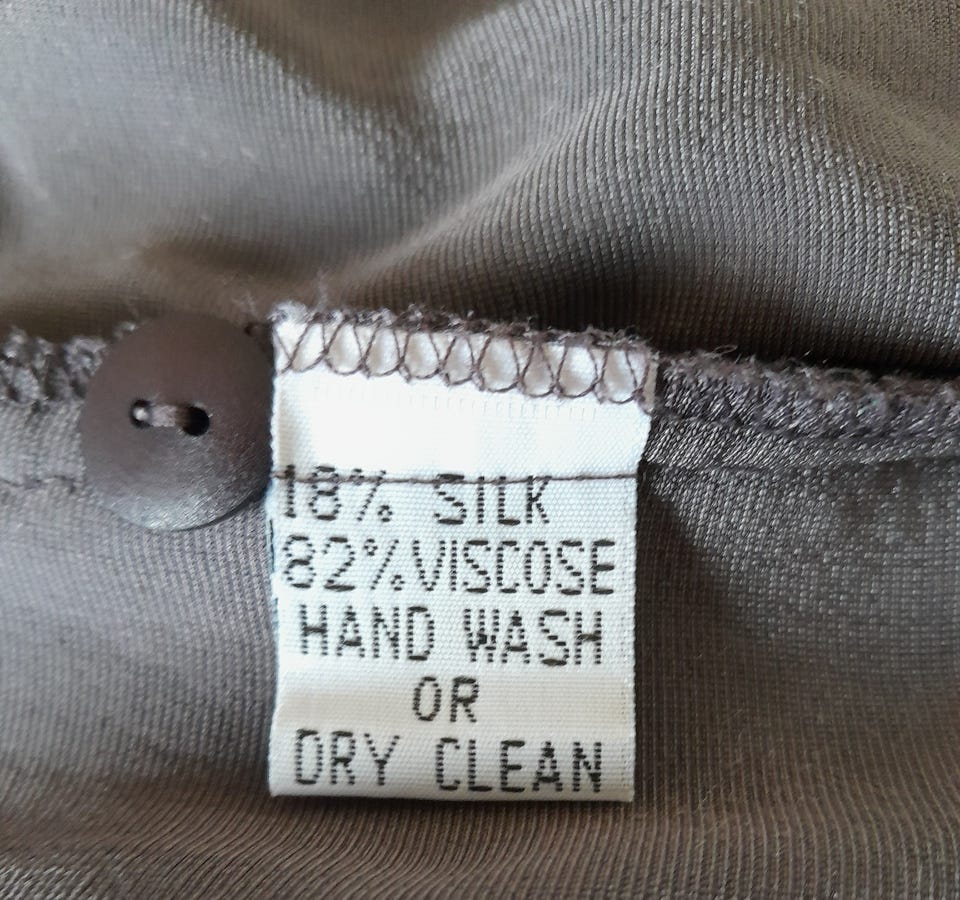 18% SILK
82% VISCOSE
HAND WASH
OR
DRY CLEAN